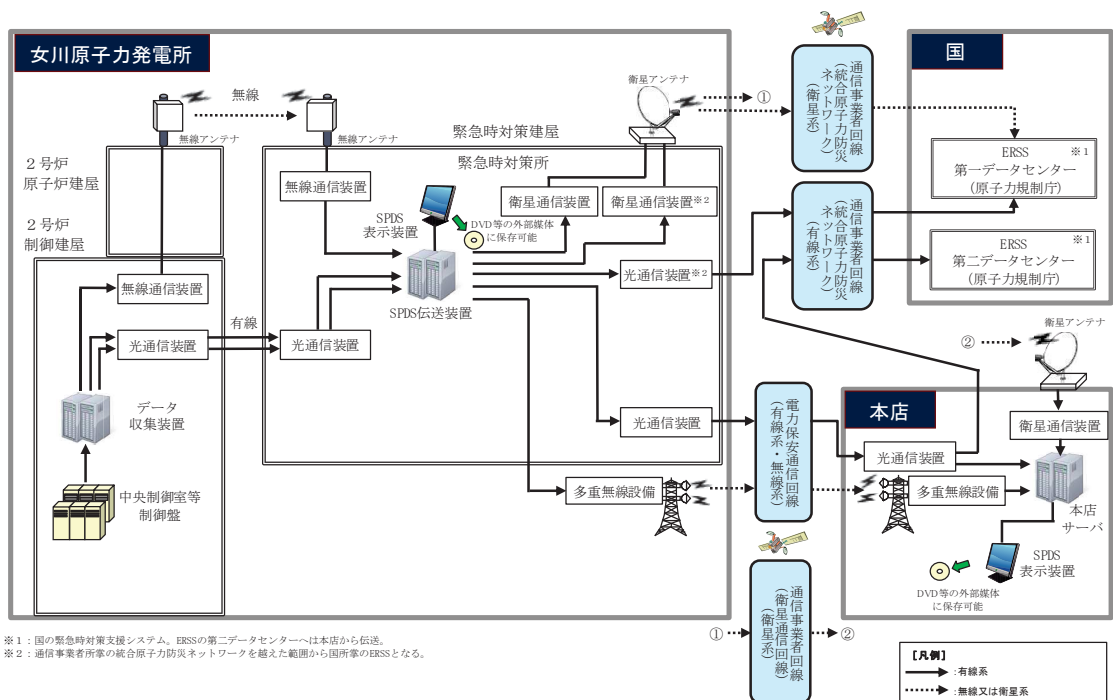 女川原子力発電所
国
衛星アンテナ
無線
①
通信事業者回線
(統合原子力防災
ネットワーク)
(衛星系)
無線アンテナ
無線アンテナ
緊急時対策建屋
緊急時対策所
2号炉
原子炉建屋
ERSS ※1
第一データセンター
(原子力規制庁)
無線通信装置
SPDS
表示装置
DVD等の外部媒体
に保存可能
衛星通信装置
衛星通信装置※2
2号炉
制御建屋
通信事業者回線
(統合原子力防災
ネットワーク)
(有線系)
ERSS ※1
第二データセンター
(原子力規制庁)
無線通信装置
光通信装置※2
SPDS伝送装置
有線
光通信装置
光通信装置
②
衛星アンテナ
データ
収集装置
光通信装置
電力保安通信回線
(有線系・無線系)
本店
衛星通信装置
光通信装置
中央制御室等
制御盤
多重無線設備
多重無線設備
本店
サーバ
SPDS
表示装置
DVD等の外部媒体
に保存可能
①
通信事業者回線
(衛星通信回線)
(衛星系)
②
※1:国の緊急時対策支援システム。ERSSの第二データセンターへは本店から伝送。
※2:通信事業者所掌の統合原子力防災ネットワークを越えた範囲から国所掌のERSSとなる。
【凡例】
:有線系
:無線又は衛星系